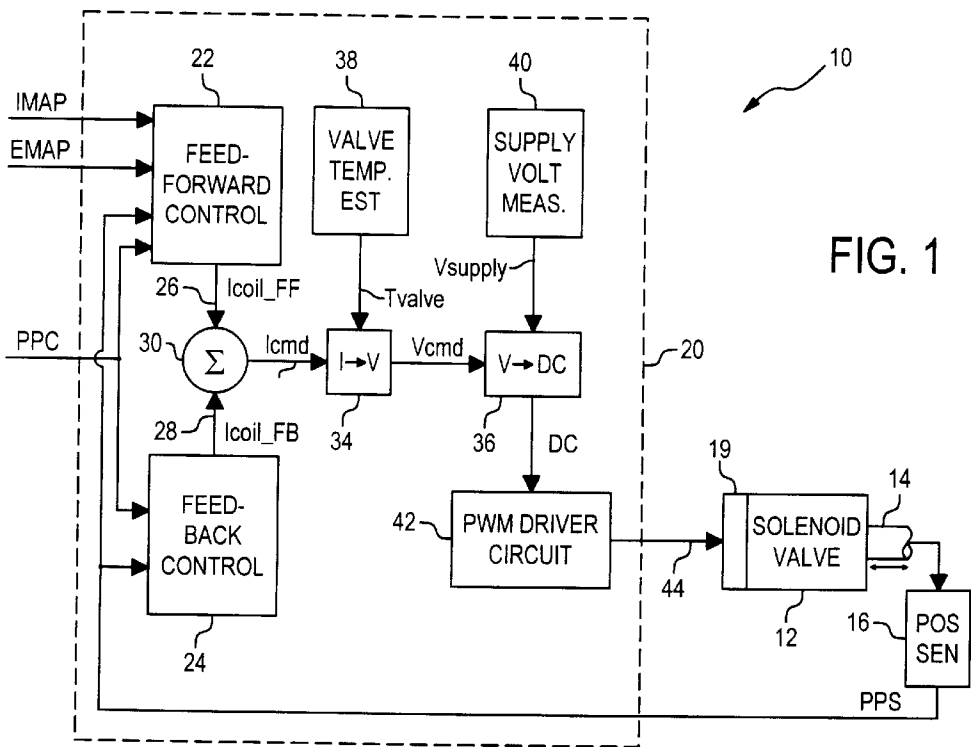 10
22
38
40
IMAP
EMAP
FEED-
FORWARD
CONTROL
VALVE
TEMP.
EST
SUPPLY
VOLT
MEAS.
FIG. 1
26
Icoil_FF
Tvalve
Vsupply
PPC
30
Σ
Icmd
I→V
Vcmd
V→DC
20
28
Icoil_FB
34
36
DC
FEED-
BACK
CONTROL
24
42
PWM DRIVER
CIRCUIT
44
19
SOLENOID
VALVE
14
12
16
POS
SEN
PPS